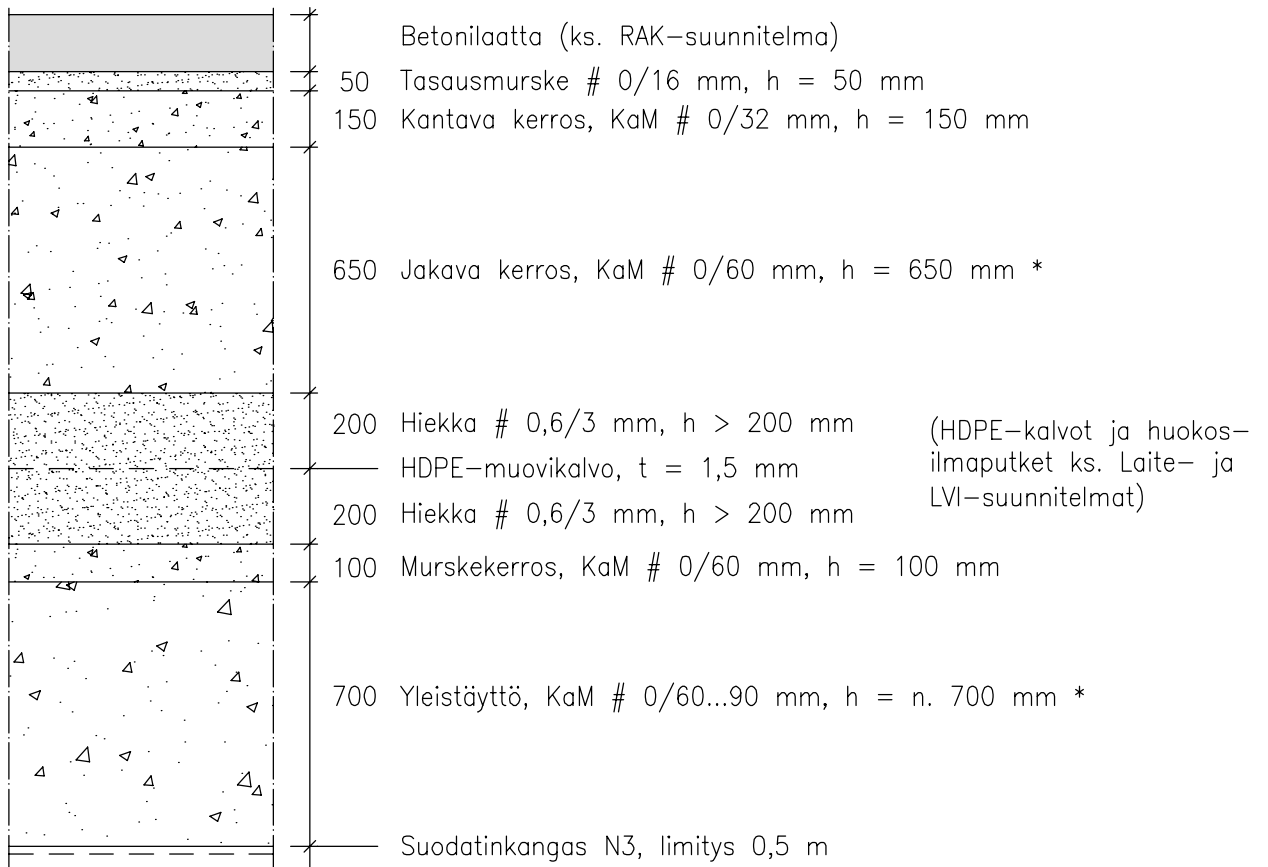 Betonilaatta (ks. RAK-suunnitelma)
50 Tasausmurske # 0/16 mm, h = 50 mm
150 Kantava kerros, KaM # 0/32 mm, h = 150 mm
650 Jakava kerros, KaM # 0/60 mm, h = 650 mm *
200 Hiekka # 0,6/3 mm, h > 200 mm
HDPE-muovikalvo, t = 1,5 mm
200 Hiekka # 0,6/3 mm, h > 200 mm
(HDPE-kalvot ja huokos-
ilmaputket ks. Laite- ja
LVI-suunnitelmat)
100 Murskekerros, KaM # 0/60 mm, h = 100 mm
700 Yleistäyttö, KaM # 0/60...90 mm, h = n. 700 mm *
Suodatinkangas N3, limitys 0,5 m